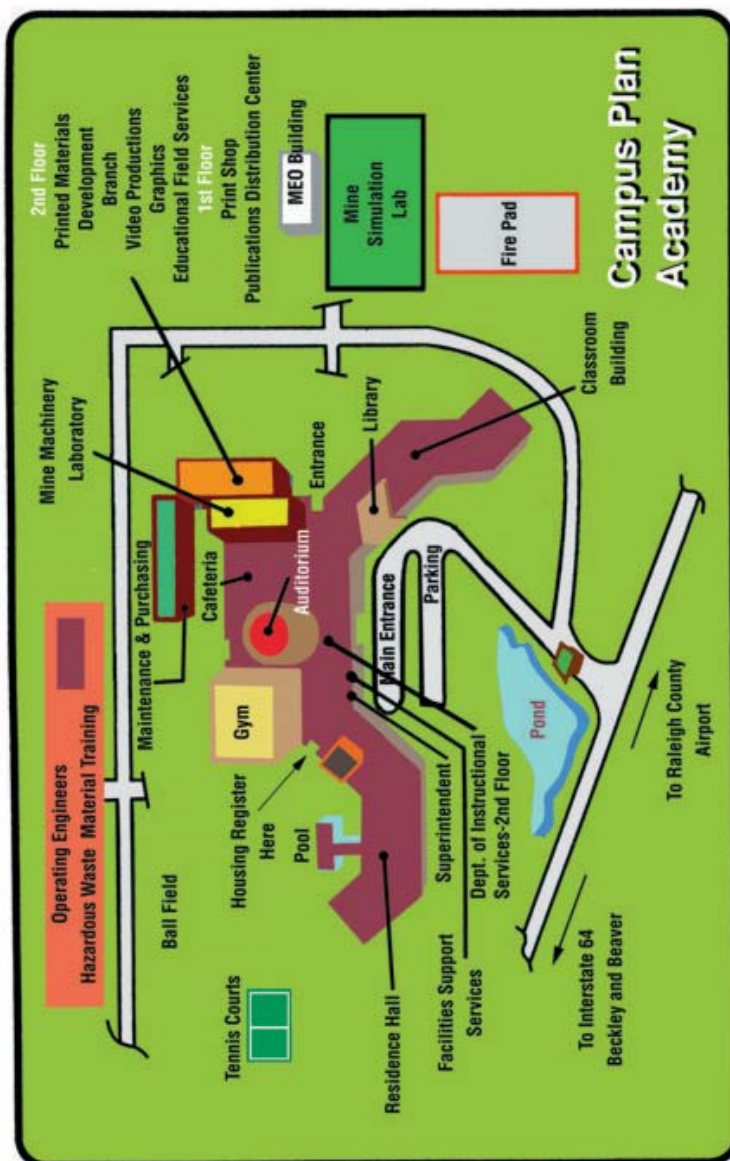 Operating Engineers
Hazardous Waste Material Training
2nd Floor
Printed Materials
Development
Branch
Video Productions
Graphics
Educational Field Services
1st Floor
Print Shop
Publications Distribution Center
Mine Machinery
Laboratory
Maintenance & Purchasing
Ball Field
Cafeteria
Entrance
MEO Building
Auditorium
Gym
Library
Mine
Simulation
Lab
Tennis Courts
Housing Register
Here
Pool
Main Entrance
Parking
Fire Pad
Classroom
Building
Residence Hall
Facilities Support
Services
Superintendent
Dept. of Instructional
Services-2nd Floor
Pond
To Interstate 64
Beckley and Beaver
To Raleigh County
Airport
Campus Plan
Academy